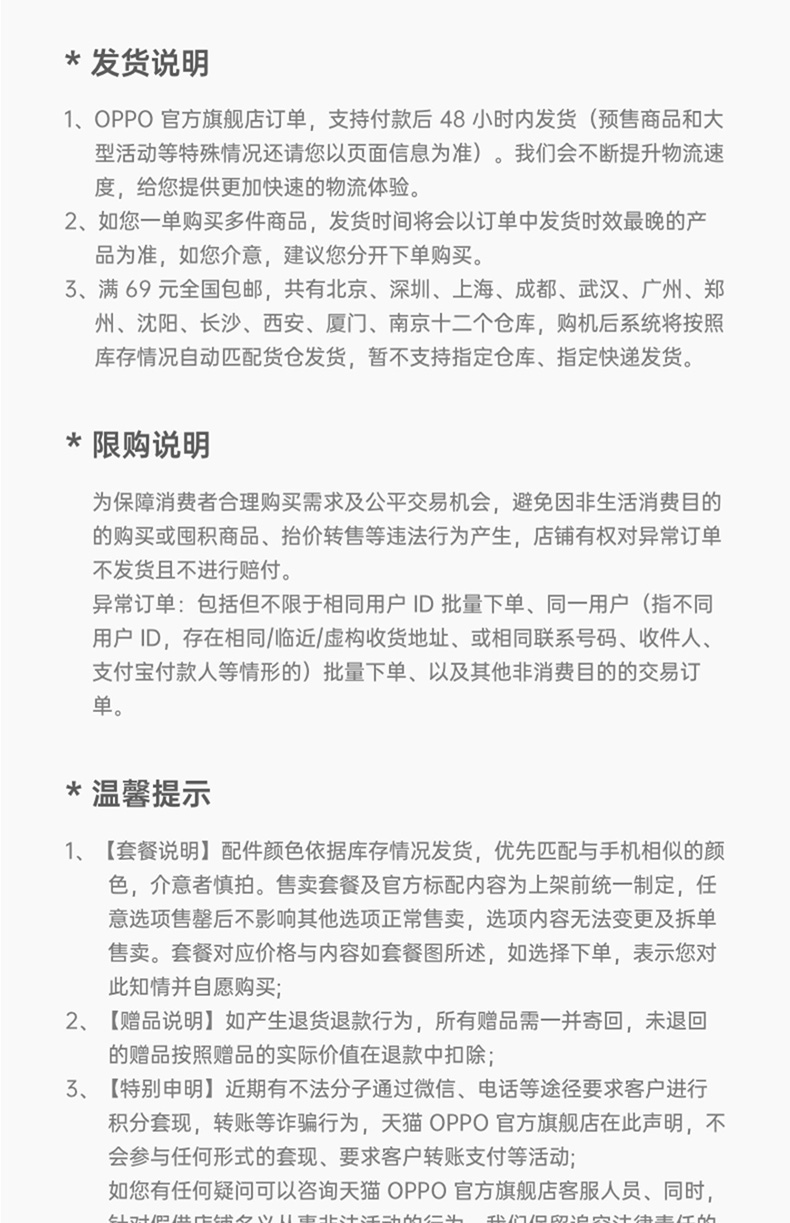 * 发货说明
1、OPPO 官方旗舰店订单，支持付款后 48 小时内发货（预售商品和大
型活动等特殊情况还请您以页面信息为准）。我们会不断提升物流速
度，给您提供更加快速的物流体验。
2、如您一单购买多件商品，发货时间将会以订单中发货时效最晚的产
品为准，如您介意，建议您分开下单购买。
3、满 69 元全国包邮，共有北京、深圳、上海、成都、武汉、广州、郑
州、沈阳、长沙、西安、厦门、南京十二个仓库，购机后系统将按照
库存情况自动匹配货仓发货，暂不支持指定仓库、指定快递发货。
* 限购说明
为保障消费者合理购买需求及公平交易机会，避免因非生活消费目的
的购买或囤积商品、抬价转售等违法行为产生，店铺有权对异常订单
不发货且不进行赔付。
异常订单：包括但不限于相同用户 ID 批量下单、同一用户（指不同
用户 ID，存在相同/临近/虚构收货地址、或相同联系号码、收件人、
支付宝付款人等情形的）批量下单、以及其他非消费目的的交易订
单。
* 温馨提示
1、【套餐说明】配件颜色依据库存情况发货，优先匹配与手机相似的颜
色，介意者慎拍。售卖套餐及官方标配内容为上架前统一制定，任
意选项售罄后不影响其他选项正常售卖，选项内容无法变更及拆单
售卖。套餐对应价格与内容如套餐图所述，如选择下单，表示您对
此知情并自愿购买;
2、【赠品说明】如产生退货退款行为，所有赠品需一并寄回，未退回
的赠品按照赠品的实际价值在退款中扣除；
3、【特别申明】近期有不法分子通过微信、电话等途径要求客户进行
积分套现，转账等诈骗行为，天猫 OPPO 官方旗舰店在此声明，不
会参与任何形式的套现、要求客户转账支付等活动;
如您有任何疑问可以咨询天猫 OPPO 官方旗舰店客服人员、同时，
针对假借店铺名义从事非法活动的行为，我们保留追究法律责任的